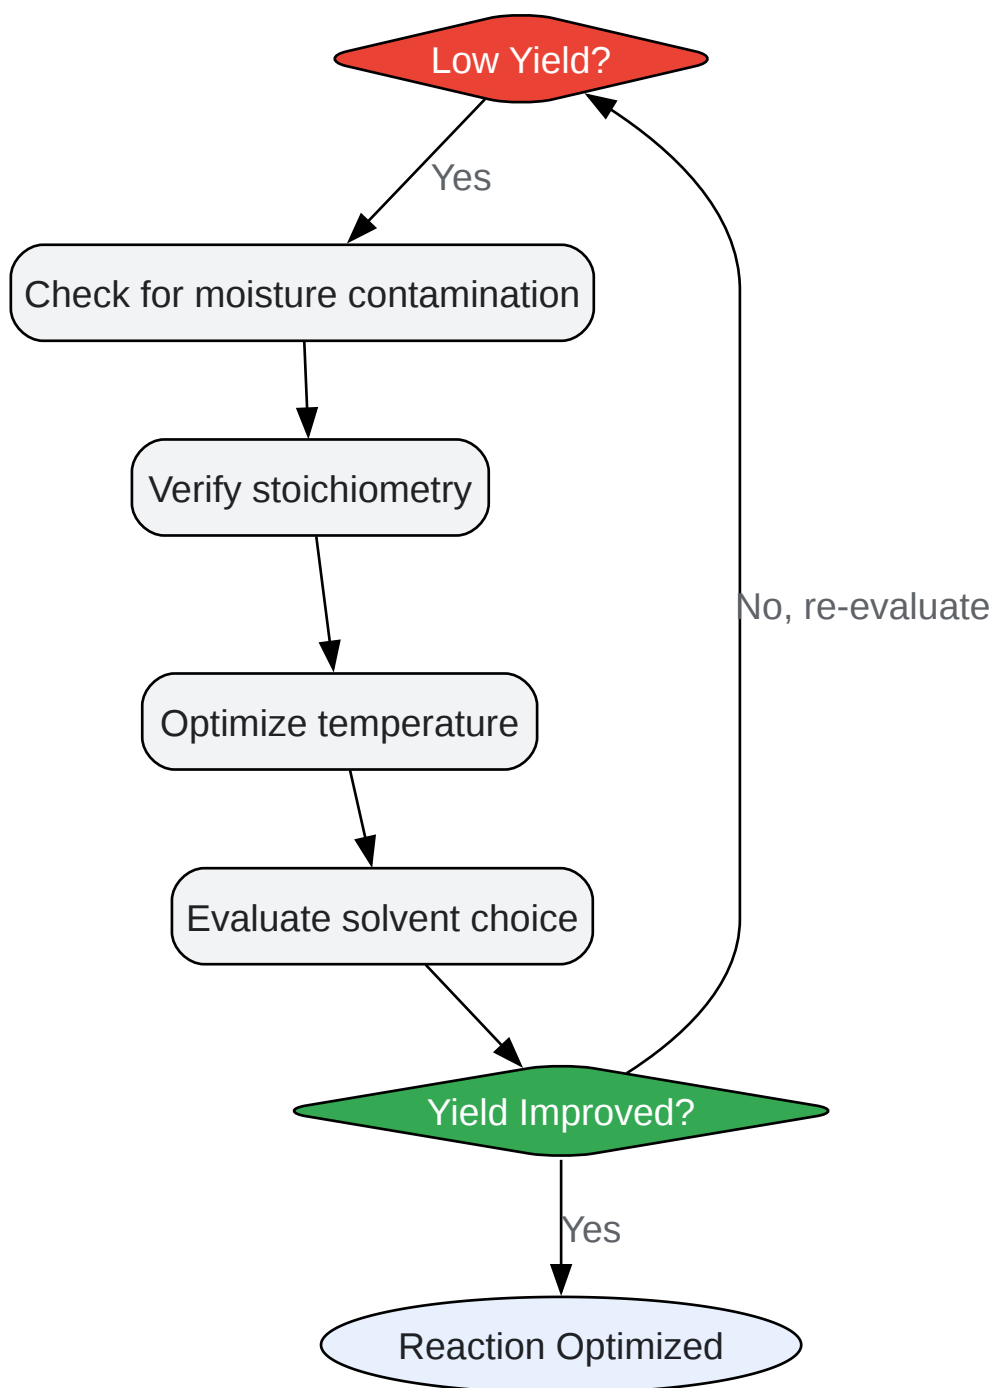 Low Yield?
Yes
Check for moisture contamination
Verify stoichiometry
No, re-evaluate
Optimize temperature
Evaluate solvent choice
Yield Improved?
Yes
Reaction Optimized